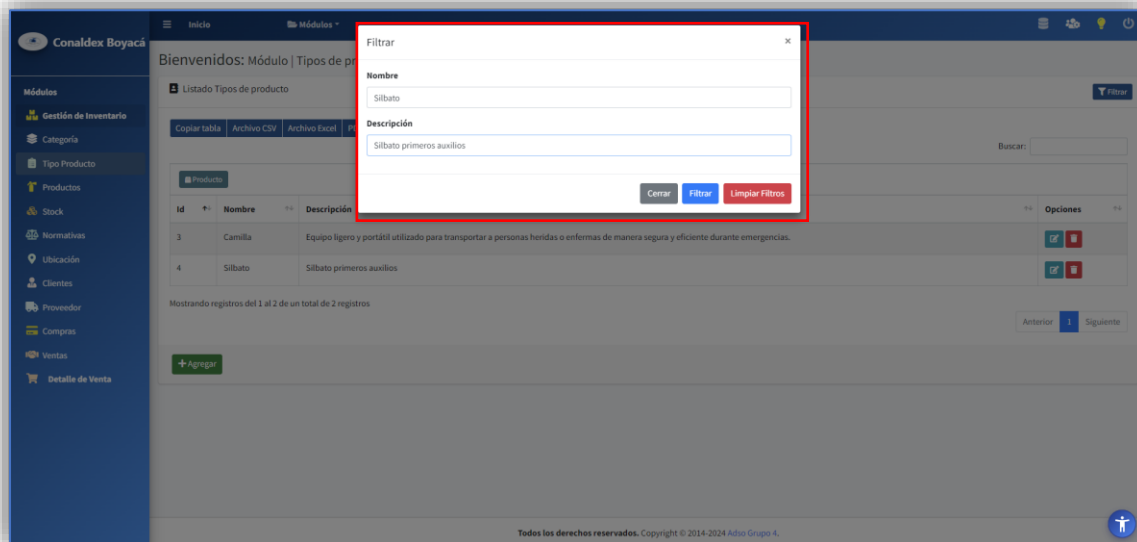 Conaldex Boyacá
Inicio
Módulos
Bienvenidos: Módulo | Tipos de pr
Filtrar
×
Nombre
Silbato
Descripción
Silbato primeros auxilios
Cerrar
Filtrar
Limpiar Filtros
Módulos
Gestión de Inventario
Categoría
Tipo Producto
Productos
Stock
Normativas
Ubicación
Clientes
Proveedor
Compras
Ventas
Detalle de Venta
Listado Tipos de producto
Filtrar
Copiar tabla Archivo CSV Archivo Excel
Buscar:
Producto
Id Nombre Descripción Opciones
3 Camilla Equipo ligero y portátil utilizado para transportar a personas heridas o enfermas de manera segura y eficiente durante emergencias.
4 Silbato Silbato primeros auxilios
Mostrando registros del 1 al 2 de un total de 2 registros
Anterior 1 Siguiente
+Agregar
Todos los derechos reservados. Copyright © 2014-2024 Adso Grupo 4.